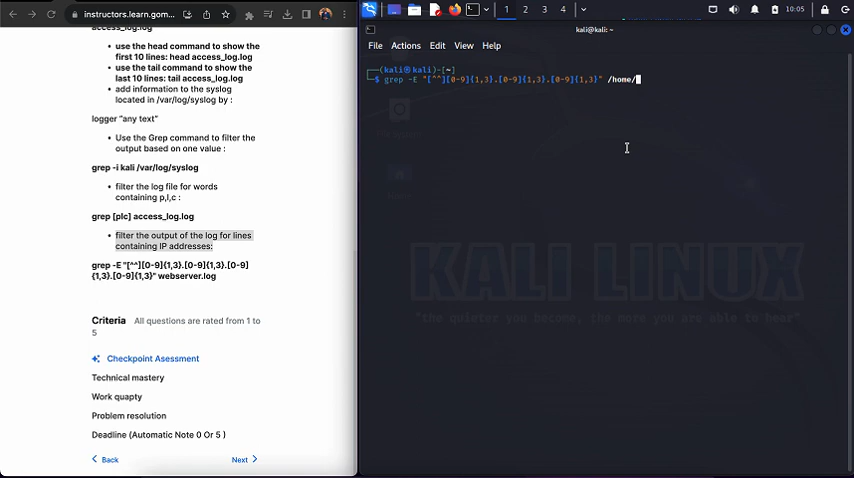 instructors.learn.gom...
access_log.log
• use the head command to show the
first 10 lines: head access_log.log
• use the tail command to show the
last 10 lines: tail access_log.log
• add information to the syslog
located in /var/log/syslog by :
logger "any text"
• Use the Grep command to filter the
output based on one value :
grep -i kali /var/log/syslog
• filter the log file for words
containing p,l,c :
grep [plc] access_log.log
• filter the output of the log for lines
containing IP addresses:
grep -E "[^^][0-9]{1,3}.[0-9]{1,3}.[0-9]
{1,3}.[0-9]{1,3}" webserver.log
Criteria All questions are rated from 1 to
5
Checkpoint Asessment
Technical mastery
Work quapty
Problem resolution
Deadline (Automatic Note 0 Or 5 )
Back Next
1 2 3 4 10:05
kali@kali: ~
File Actions Edit View Help
(kali㉿kali)-[~]
$ grep -E "[^^][0-9]{1,3}.[0-9]{1,3}.[0-9]{1,3}" /home/
KALI LINUX
"the quieter you become, the more you are able to hear"